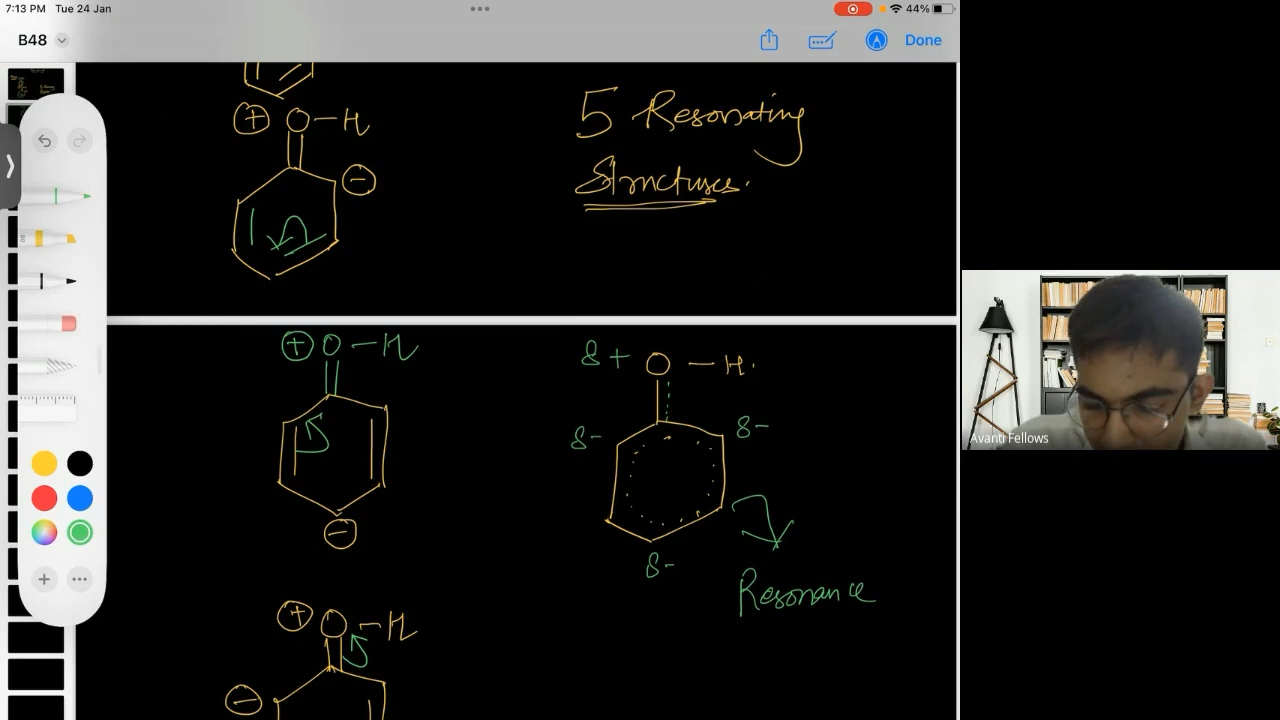 7:13 PM Tue 24 Jan
44%
B48
Done
⊕ O-H
⊖
5 Resonating
Structures.
⊕ O-H
⊖
δ+ O-H.
δ-
δ-
δ-
Resonance
⊕ O-H
⊖
Avanti Fellows